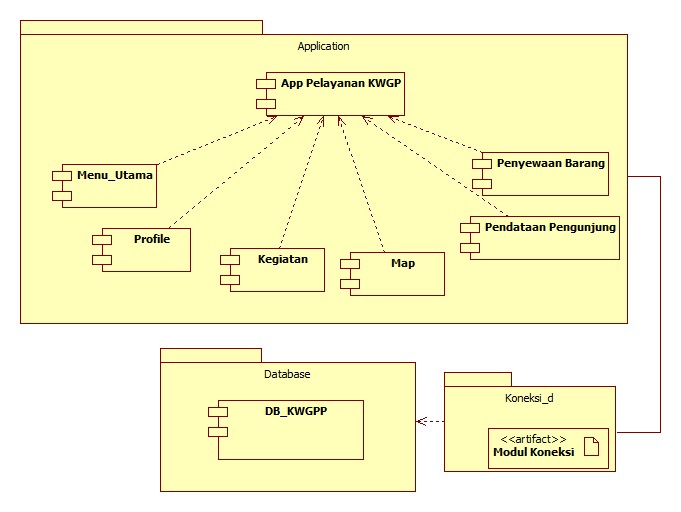 Application
App Pelayanan KWGP
Menu_Utama
Penyewaan Barang
Profile
Pendataan Pengunjung
Kegiatan
Map
Database
DB_KWGPP
Koneksi_d
<<artifact>>
Modul Koneksi